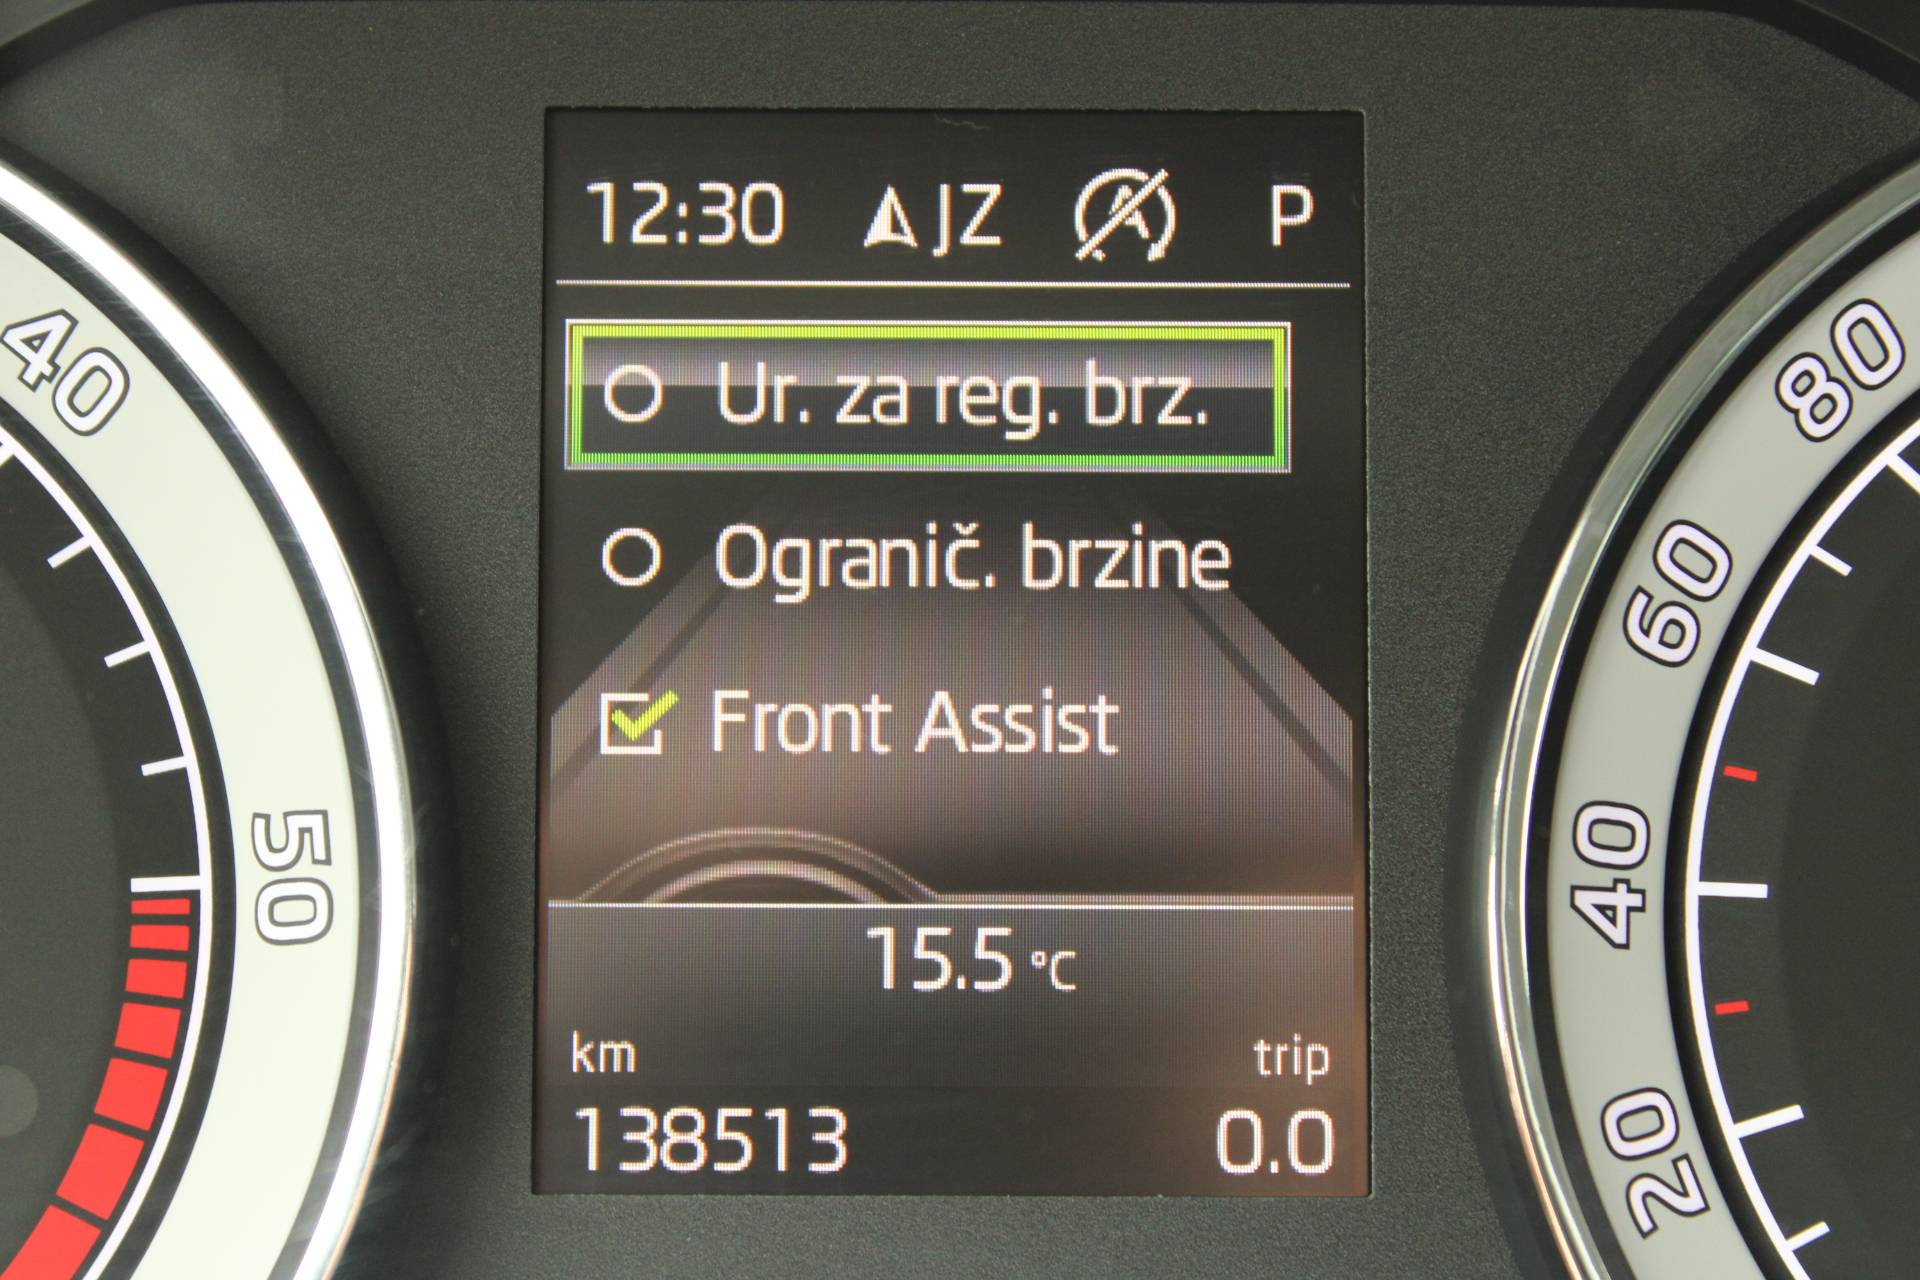 12:30 JZ A P
Ur. za reg. brz.
Ogranič. brzine
Front Assist
15.5 °C
km trip
138513 0.0
40
50
80
60
40
20